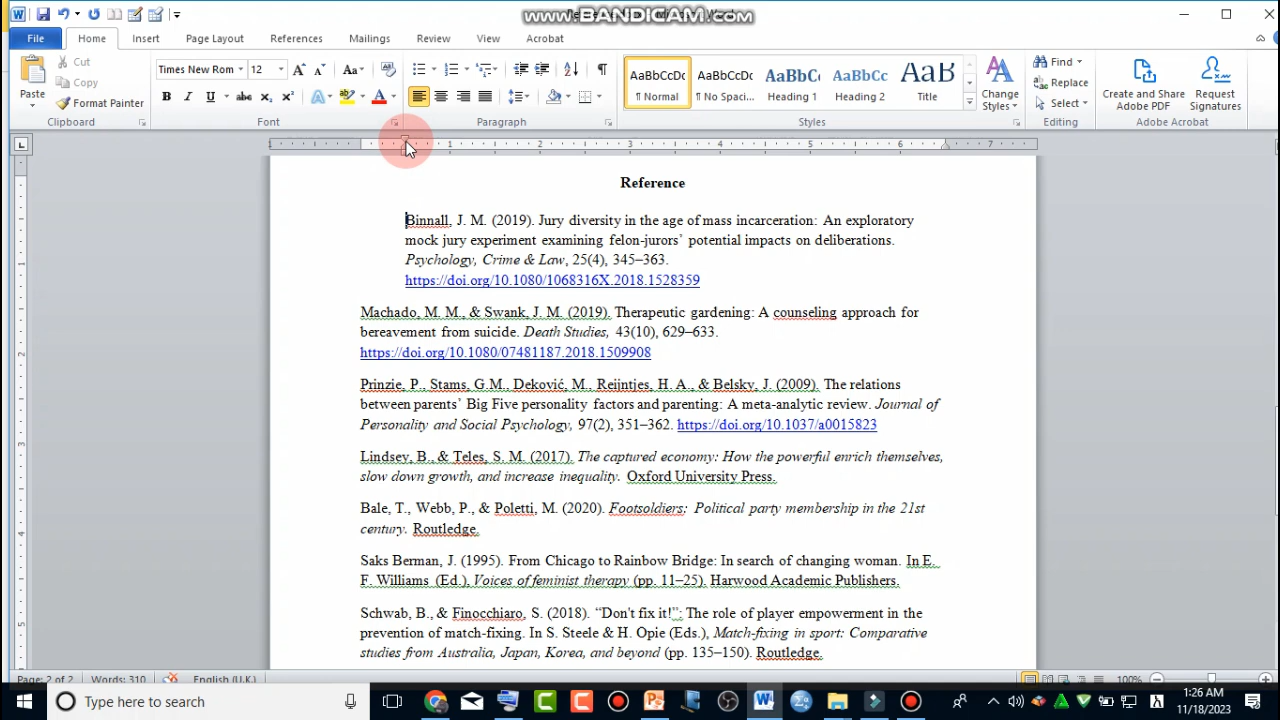 www.BANDICAM.com
File Home Insert Page Layout References Mailings Review View Acrobat
Paste
Cut
Copy
Format Painter
Clipboard
Times New Rom 12
Font
Paragraph
AaBbCcDc AaBbCcDc AaBbCc AaBbCc AaB
¶ Normal ¶ No Spaci... Heading 1 Heading 2 Title
Change Styles
Styles
Find
Replace
Select
Editing
Create and Share Adobe PDF
Request Signatures
Adobe Acrobat
1 1 2 3 4 5 6 7
Reference
Binnall, J. M. (2019). Jury diversity in the age of mass incarceration: An exploratory
mock jury experiment examining felon-jurors’ potential impacts on deliberations.
Psychology, Crime & Law, 25(4), 345–363.
https://doi.org/10.1080/1068316X.2018.1528359
Machado, M. M., & Swank, J. M. (2019). Therapeutic gardening: A counseling approach for
bereavement from suicide. Death Studies, 43(10), 629–633.
https://doi.org/10.1080/07481187.2018.1509908
Prinzie, P., Stams, G.M., Deković, M., Reijntjes, H. A., & Belsky, J. (2009). The relations
between parents’ Big Five personality factors and parenting: A meta-analytic review. Journal of
Personality and Social Psychology, 97(2), 351–362. https://doi.org/10.1037/a0015823
Lindsey, B., & Teles, S. M. (2017). The captured economy: How the powerful enrich themselves,
slow down growth, and increase inequality. Oxford University Press.
Bale, T., Webb, P., & Poletti, M. (2020). Footsoldiers: Political party membership in the 21st
century. Routledge.
Saks Berman, J. (1995). From Chicago to Rainbow Bridge: In search of changing woman. In E.
F. Williams (Ed.), Voices of feminist therapy (pp. 11–25). Harwood Academic Publishers.
Schwab, B., & Finocchiaro, S. (2018). “Don't fix it!”: The role of player empowerment in the
prevention of match-fixing. In S. Steele & H. Opie (Eds.), Match-fixing in sport: Comparative
studies from Australia, Japan, Korea, and beyond (pp. 135–150). Routledge.
Page: 2 of 2 Words: 310 English (U.K.) 100%
Type here to search
1:26 AM
11/18/2023